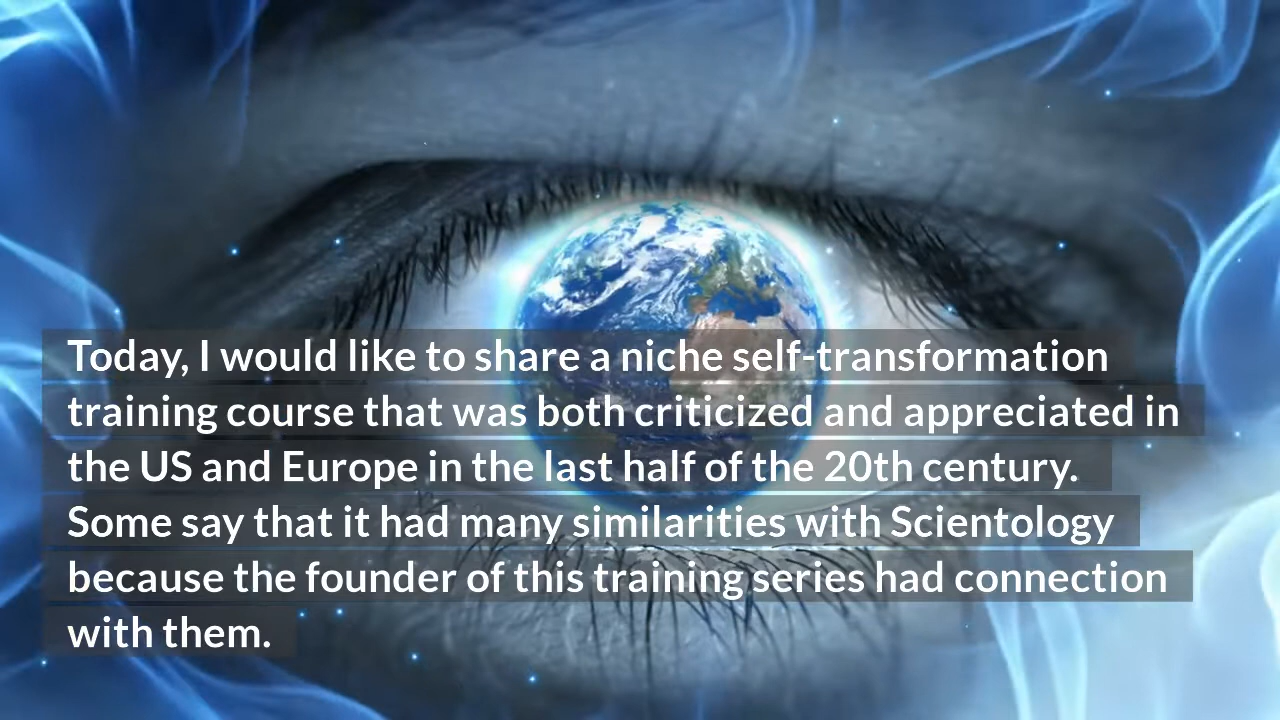 Today, I would like to share a niche self-transformation
training course that was both criticized and appreciated in
the US and Europe in the last half of the 20th century.
Some say that it had many similarities with Scientology
because the founder of this training series had connection
with them.